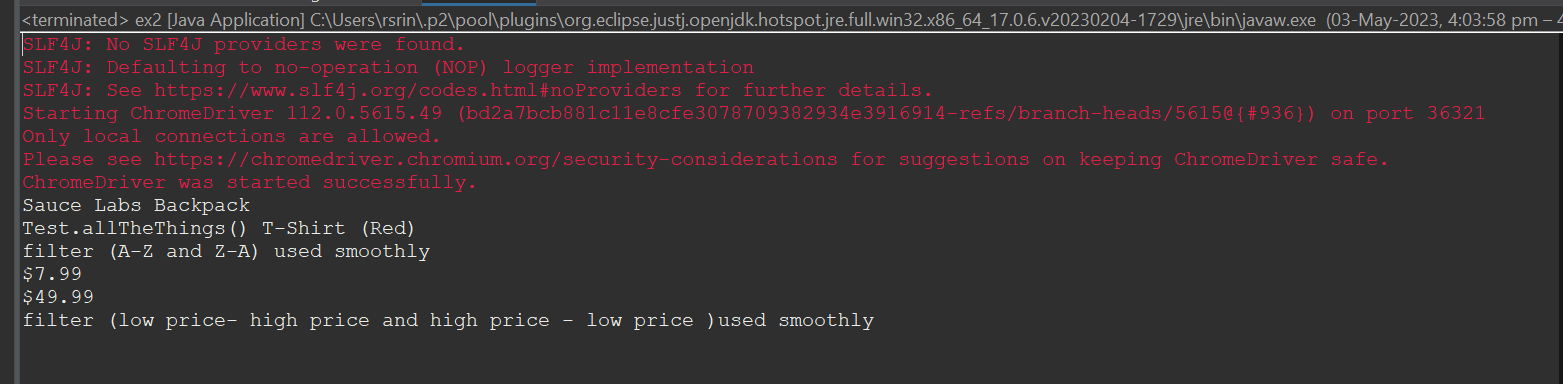 <terminated> ex2 [Java Application] C:\Users\rsrin\.p2\pool\plugins\org.eclipse.justj.openjdk.hotspot.jre.full.win32.x86_64_17.0.6.v20230204-1729\jre\bin\javaw.exe (03-May-2023, 4:03:58 pm –
SLF4J: No SLF4J providers were found.
SLF4J: Defaulting to no-operation (NOP) logger implementation
SLF4J: See https://www.slf4j.org/codes.html#noProviders for further details.
Starting ChromeDriver 112.0.5615.49 (bd2a7bcb881c11e8cfe3078709382934e3916914-refs/branch-heads/5615@{#936}) on port 36321
Only local connections are allowed.
Please see https://chromedriver.chromium.org/security-considerations for suggestions on keeping ChromeDriver safe.
ChromeDriver was started successfully.
Sauce Labs Backpack
Test.allTheThings() T-Shirt (Red)
filter (A-Z and Z-A) used smoothly
$7.99
$49.99
filter (low price- high price and high price - low price )used smoothly